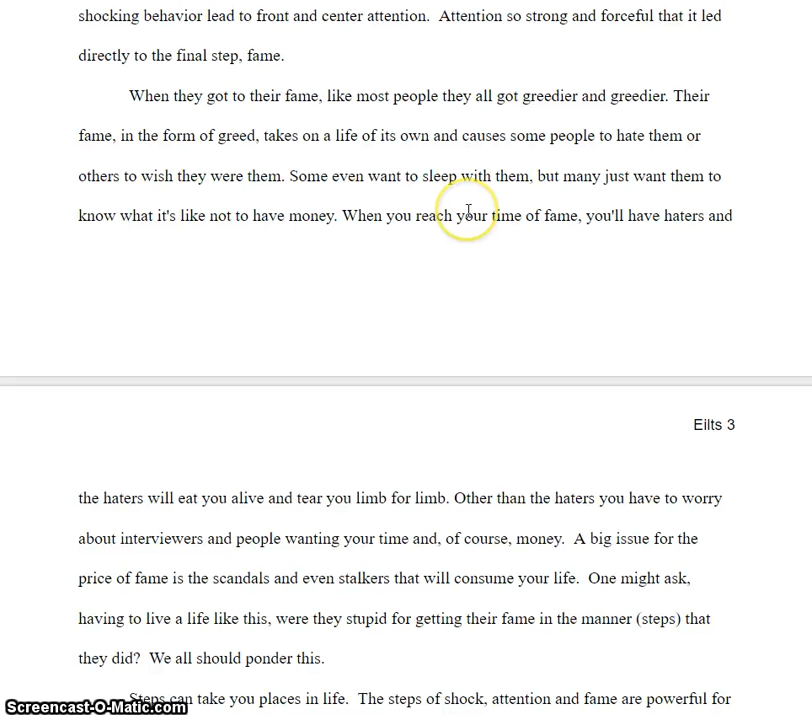 shocking behavior lead to front and center attention.  Attention so strong and forceful that it led
directly to the final step, fame.
When they got to their fame, like most people they all got greedier and greedier. Their
fame, in the form of greed, takes on a life of its own and causes some people to hate them or
others to wish they were them. Some even want to sleep with them, but many just want them to
know what it's like not to have money. When you reach your time of fame, you'll have haters and
Eilts 3
the haters will eat you alive and tear you limb for limb. Other than the haters you have to worry
about interviewers and people wanting your time and, of course, money.  A big issue for the
price of fame is the scandals and even stalkers that will consume your life.  One might ask,
having to live a life like this, were they stupid for getting their fame in the manner (steps) that
they did?  We all should ponder this.
Steps can take you places in life.  The steps of shock, attention and fame are powerful for
Screencast-O-Matic.com